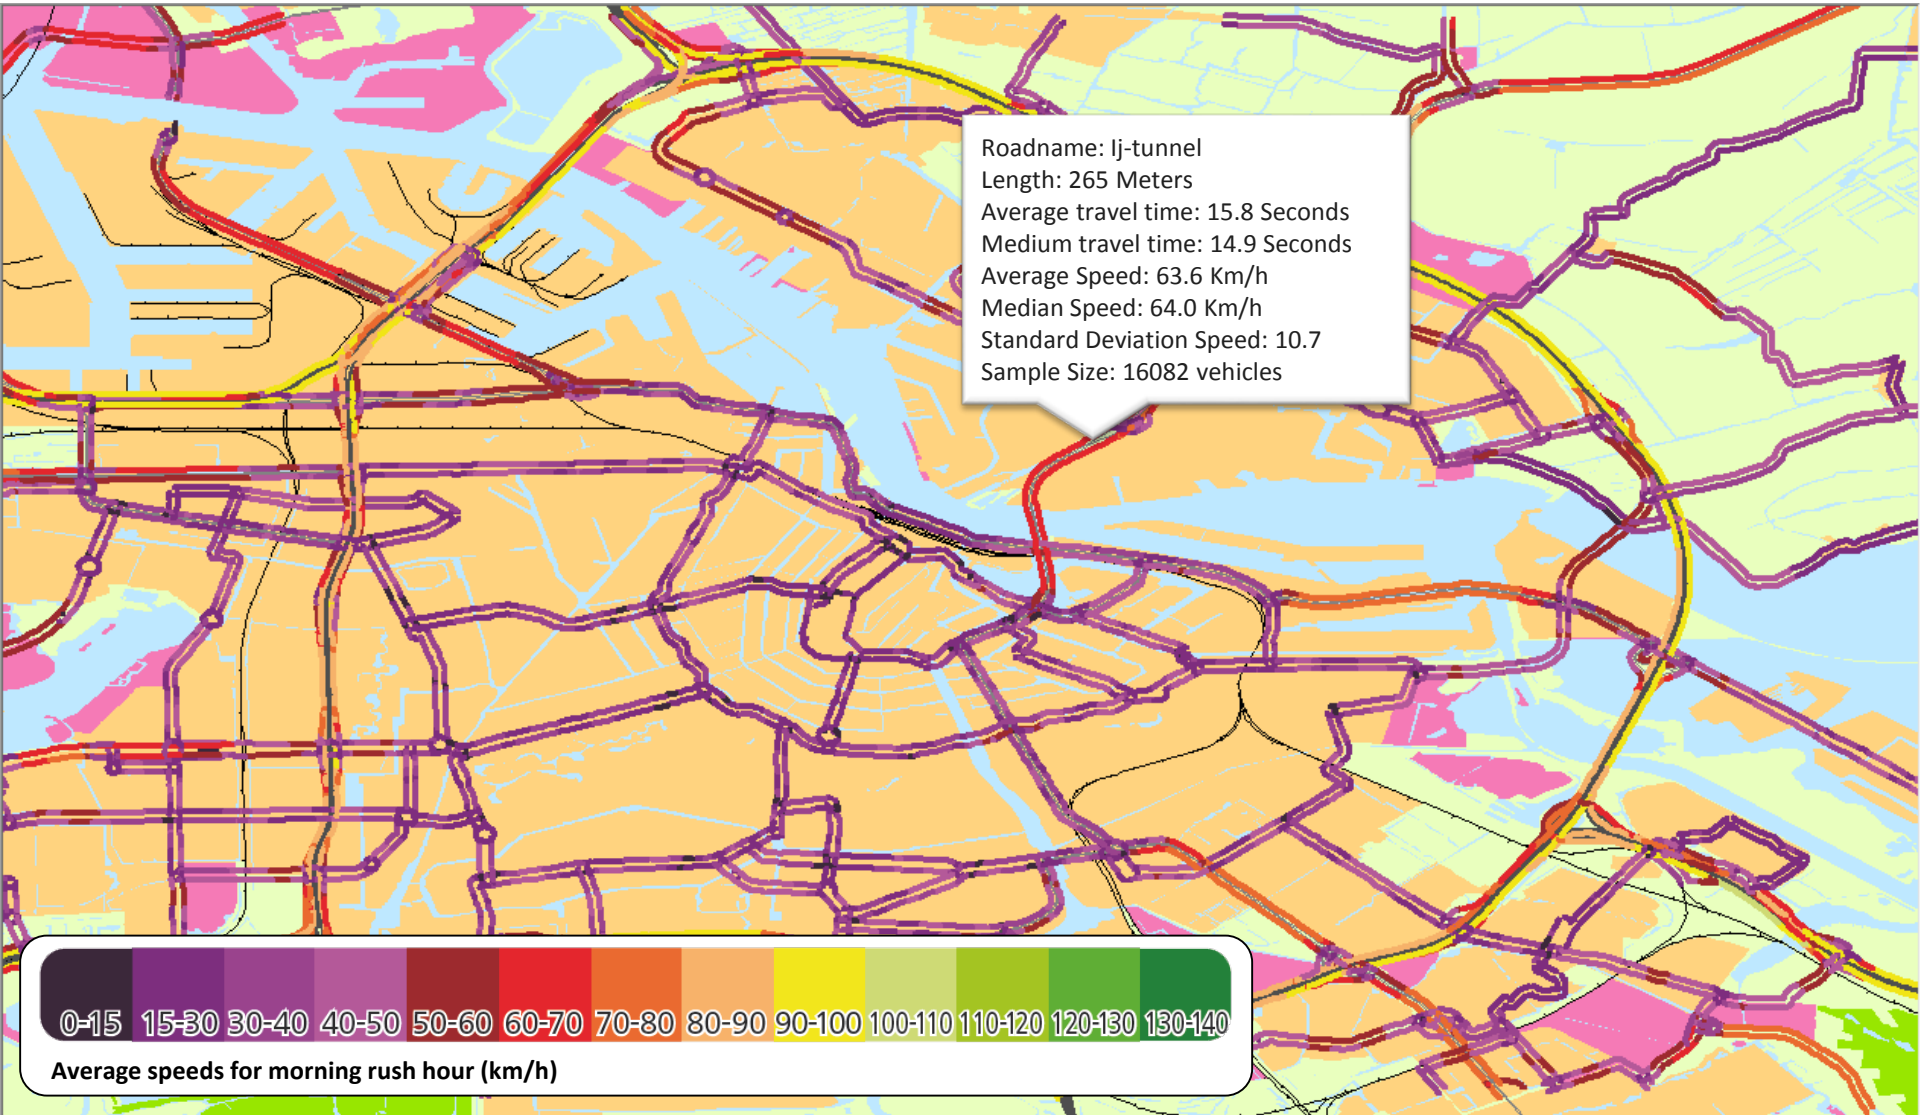 Roadname: Ij-tunnel
Length: 265 Meters
Average travel time: 15.8 Seconds
Medium travel time: 14.9 Seconds
Average Speed: 63.6 Km/h
Median Speed: 64.0 Km/h
Standard Deviation Speed: 10.7
Sample Size: 16082 vehicles
0-15 15-30 30-40 40-50 50-60 60-70 70-80 80-90 90-100 100-110 110-120 120-130 130-140
Average speeds for morning rush hour (km/h)